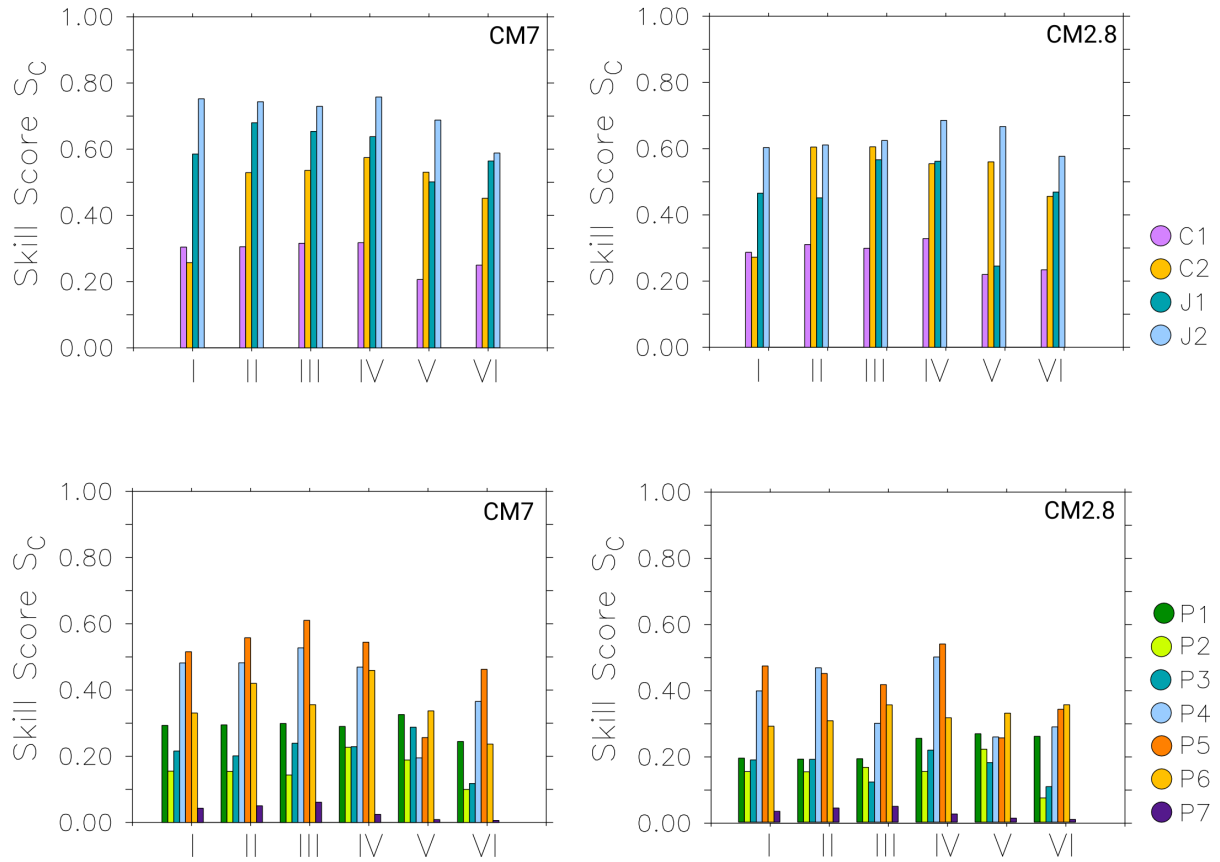 CM7
Skill Score S_C
1.00
0.80
0.60
0.40
0.20
0.00
I II III IV V VI
CM2.8
Skill Score S_C
1.00
0.80
0.60
0.40
0.20
0.00
I II III IV V VI
C1
C2
J1
J2
CM7
Skill Score S_C
1.00
0.80
0.60
0.40
0.20
0.00
I II III IV V VI
CM2.8
Skill Score S_C
1.00
0.80
0.60
0.40
0.20
0.00
I II III IV V VI
P1
P2
P3
P4
P5
P6
P7